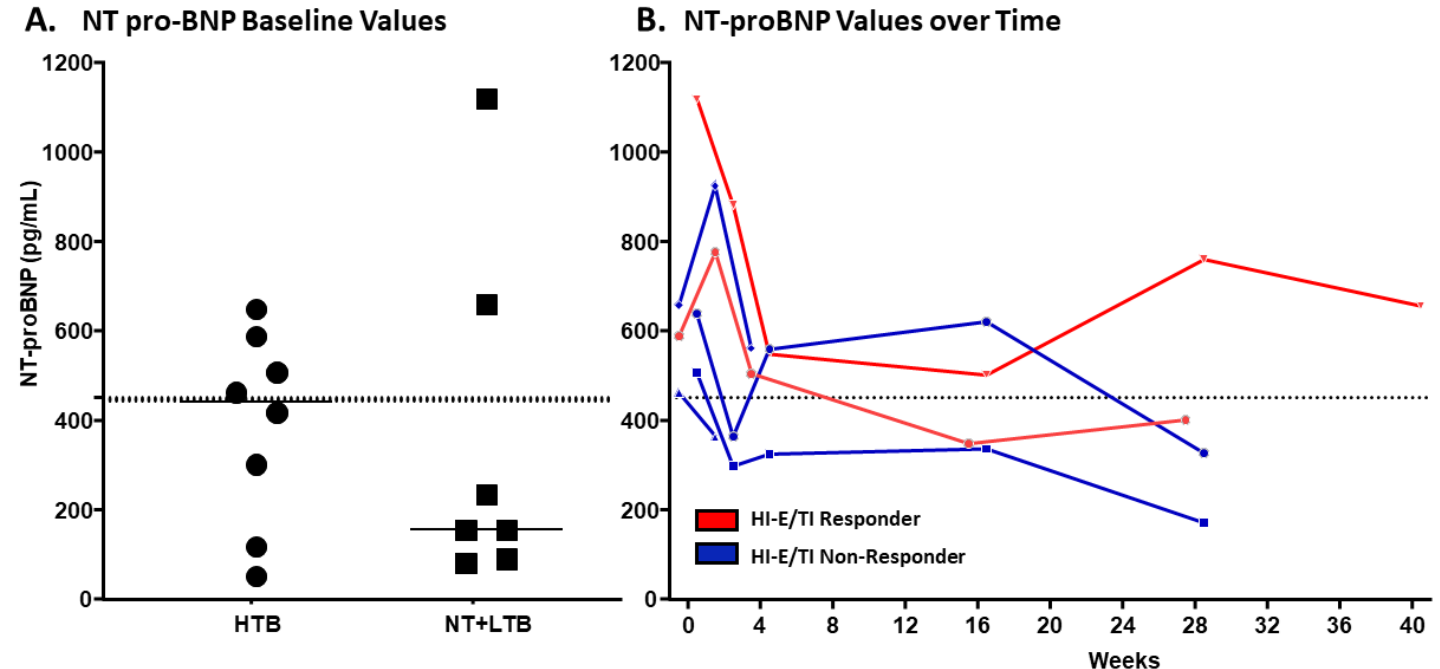 A. NT pro-BNP Baseline Values
NT-proBNP (pg/mL)
1200
1000
800
600
400
200
0
HTB
NT+LTB
B. NT-proBNP Values over Time
1200
1000
800
600
400
200
0
HI-E/TI Responder
HI-E/TI Non-Responder
0 4 8 12 16 20 24 28 32 36 40
Weeks